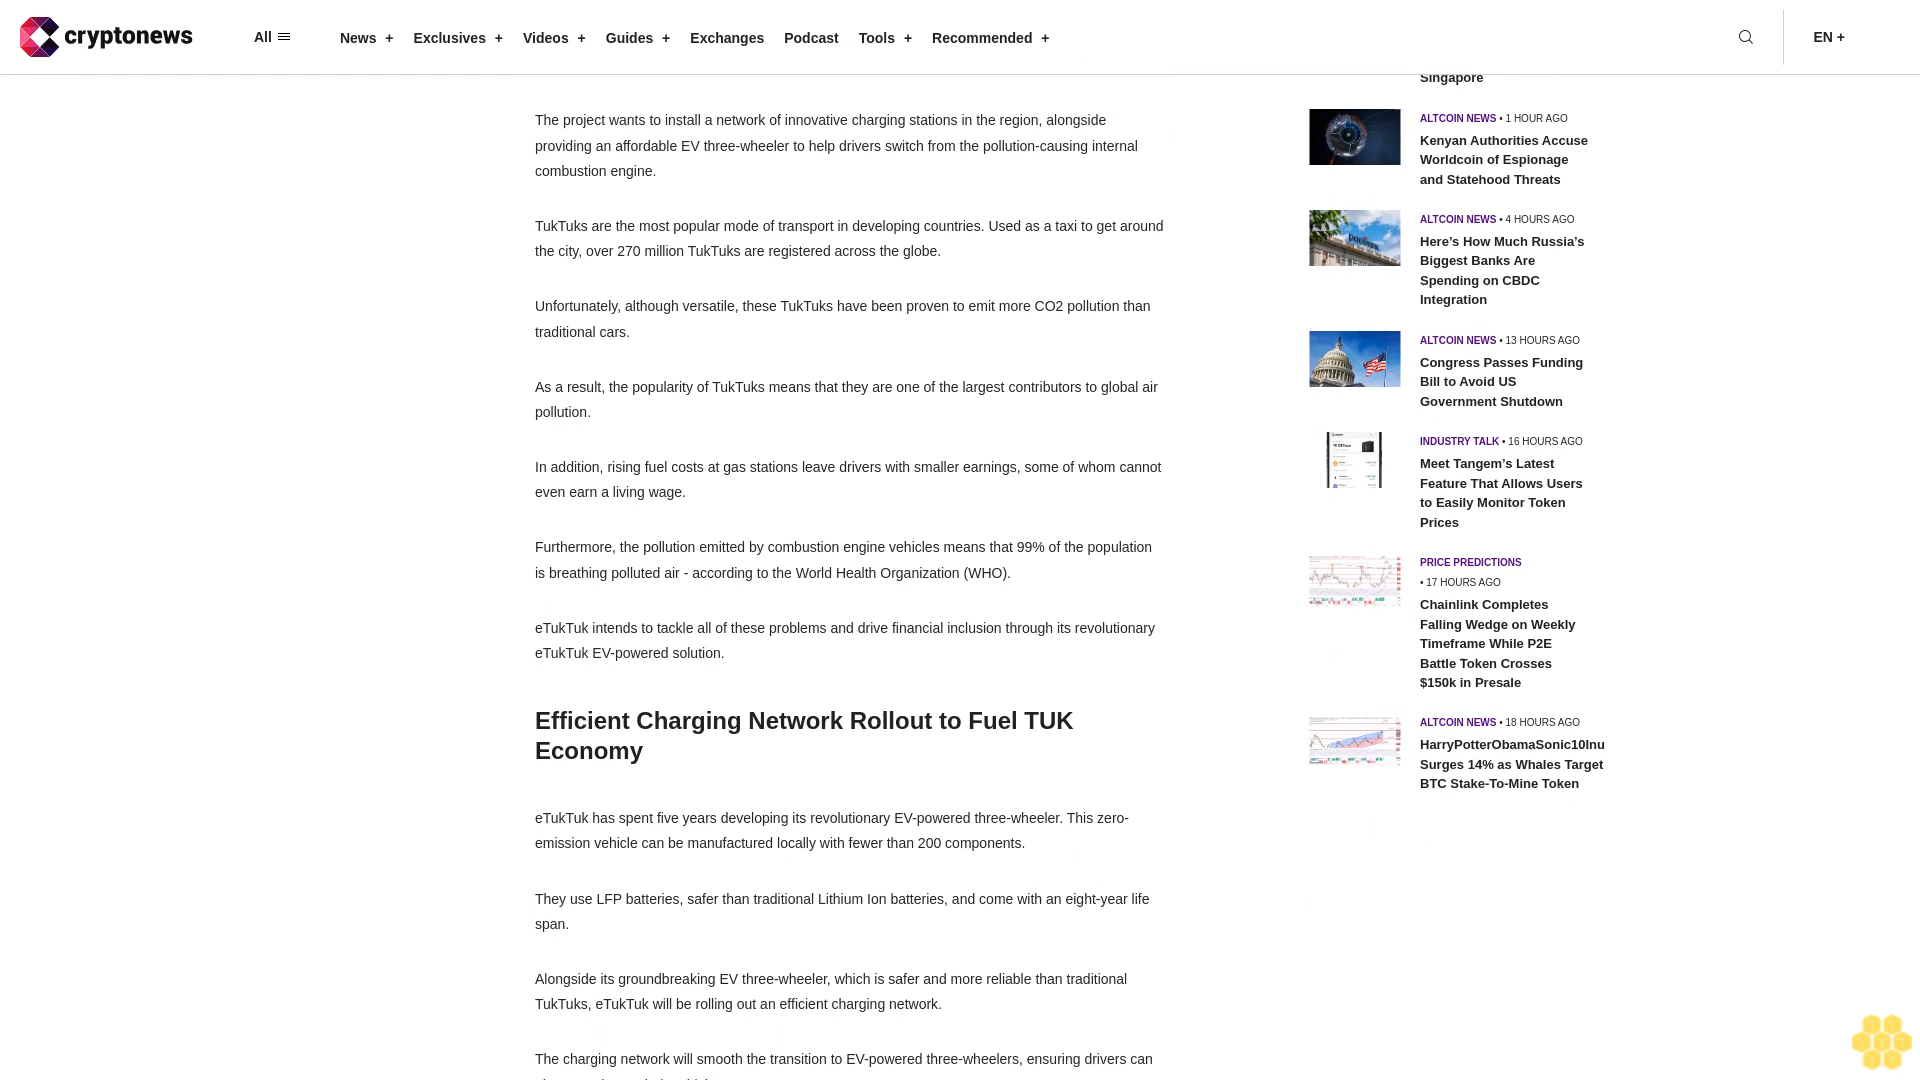 cryptonews
All
News +
Exclusives +
Videos +
Guides +
Exchanges
Podcast
Tools +
Recommended +
EN +
The project wants to install a network of innovative charging stations in the region, alongside
providing an affordable EV three-wheeler to help drivers switch from the pollution-causing internal
combustion engine.
TukTuks are the most popular mode of transport in developing countries. Used as a taxi to get around
the city, over 270 million TukTuks are registered across the globe.
Unfortunately, although versatile, these TukTuks have been proven to emit more CO2 pollution than
traditional cars.
As a result, the popularity of TukTuks means that they are one of the largest contributors to global air
pollution.
In addition, rising fuel costs at gas stations leave drivers with smaller earnings, some of whom cannot
even earn a living wage.
Furthermore, the pollution emitted by combustion engine vehicles means that 99% of the population
is breathing polluted air - according to the World Health Organization (WHO).
eTukTuk intends to tackle all of these problems and drive financial inclusion through its revolutionary
eTukTuk EV-powered solution.
Efficient Charging Network Rollout to Fuel TUK
Economy
eTukTuk has spent five years developing its revolutionary EV-powered three-wheeler. This zero-
emission vehicle can be manufactured locally with fewer than 200 components.
They use LFP batteries, safer than traditional Lithium Ion batteries, and come with an eight-year life
span.
Alongside its groundbreaking EV three-wheeler, which is safer and more reliable than traditional
TukTuks, eTukTuk will be rolling out an efficient charging network.
The charging network will smooth the transition to EV-powered three-wheelers, ensuring drivers can
Singapore
ALTCOIN NEWS • 1 HOUR AGO
Kenyan Authorities Accuse
Worldcoin of Espionage
and Statehood Threats
ALTCOIN NEWS • 4 HOURS AGO
Here’s How Much Russia’s
Biggest Banks Are
Spending on CBDC
Integration
ALTCOIN NEWS • 13 HOURS AGO
Congress Passes Funding
Bill to Avoid US
Government Shutdown
INDUSTRY TALK • 16 HOURS AGO
Meet Tangem’s Latest
Feature That Allows Users
to Easily Monitor Token
Prices
PRICE PREDICTIONS
• 17 HOURS AGO
Chainlink Completes
Falling Wedge on Weekly
Timeframe While P2E
Battle Token Crosses
$150k in Presale
ALTCOIN NEWS • 18 HOURS AGO
HarryPotterObamaSonic10Inu
Surges 14% as Whales Target
BTC Stake-To-Mine Token